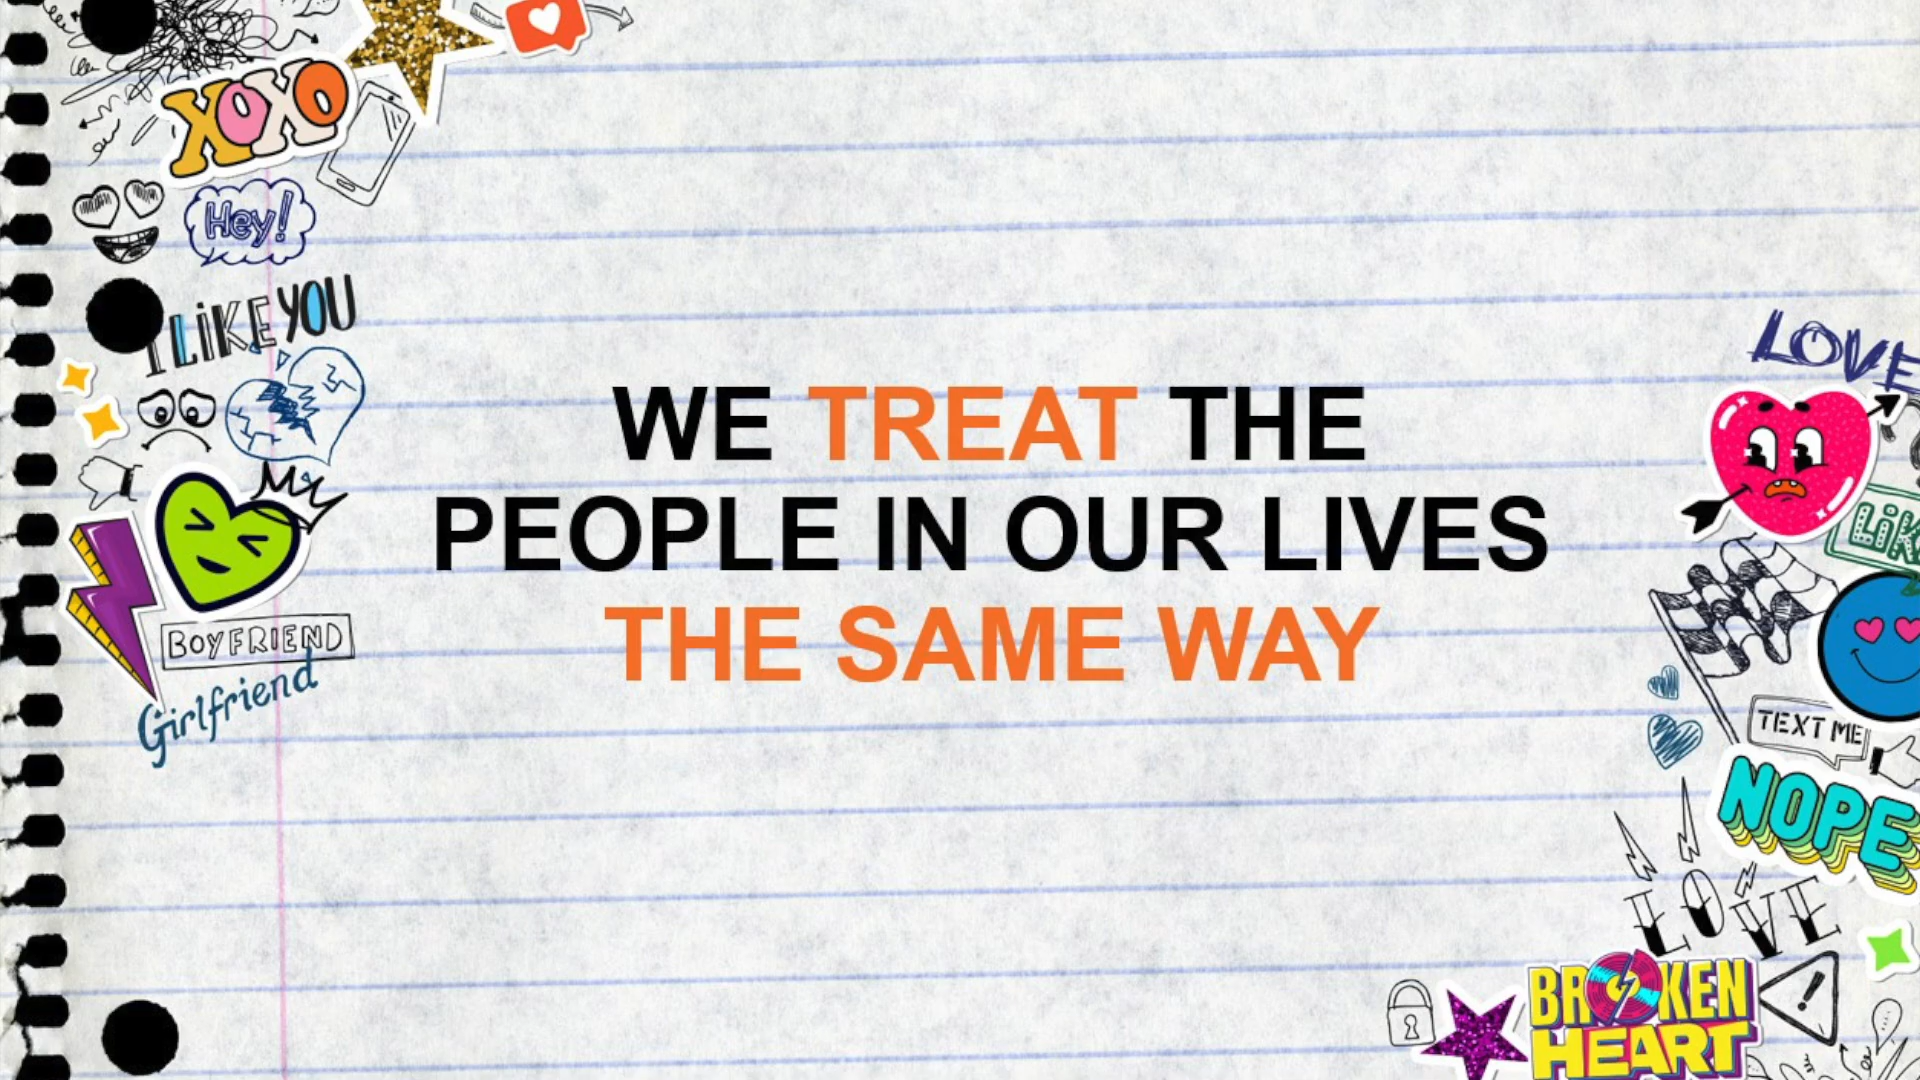 XOXO
Hey!
I LiKE YOU
BOYFRIEND
Girlfriend
WE TREAT THE
PEOPLE IN OUR LIVES
THE SAME WAY
LOVE
LiK
TEXT ME
NOPE
LOVE
BROKEN
HEART